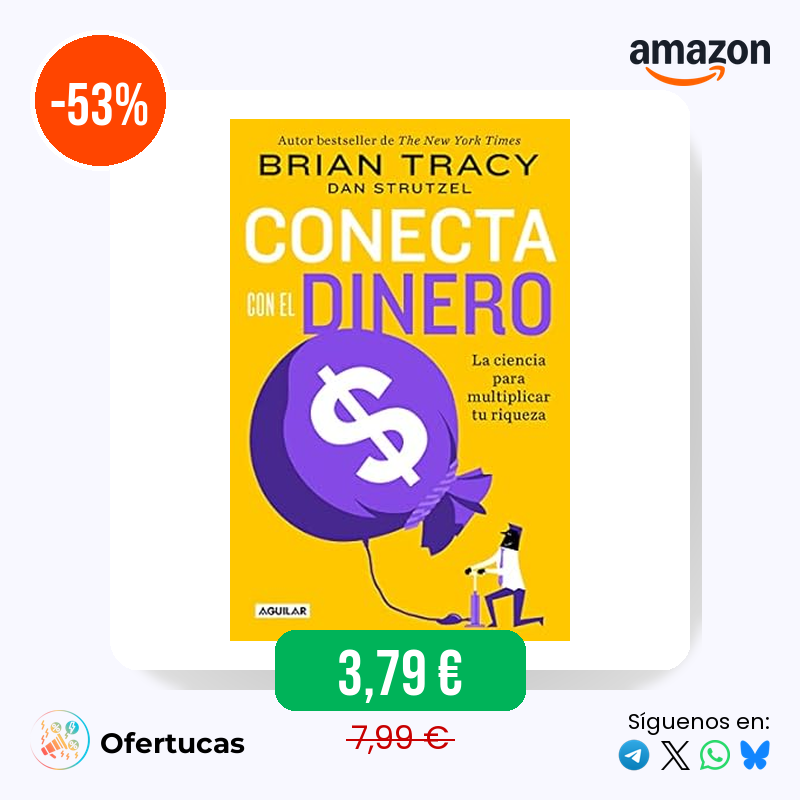 -53%
amazon
Autor bestseller de The New York Times
BRIAN TRACY
DAN STRUTZEL
CONECTA
CON EL DINERO
La ciencia
para
multiplicar
tu riqueza
$
AGUILAR
3,79 €
7,99 €
Ofertucas
Síguenos en: